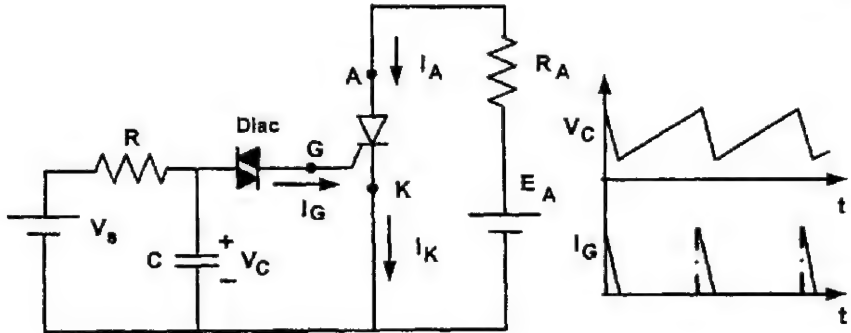 I_A
A
R_A
R
Diac
G
V_C
I_G
K
E_A
t
V_s
C
+
V_C
−
I_K
I_G
t